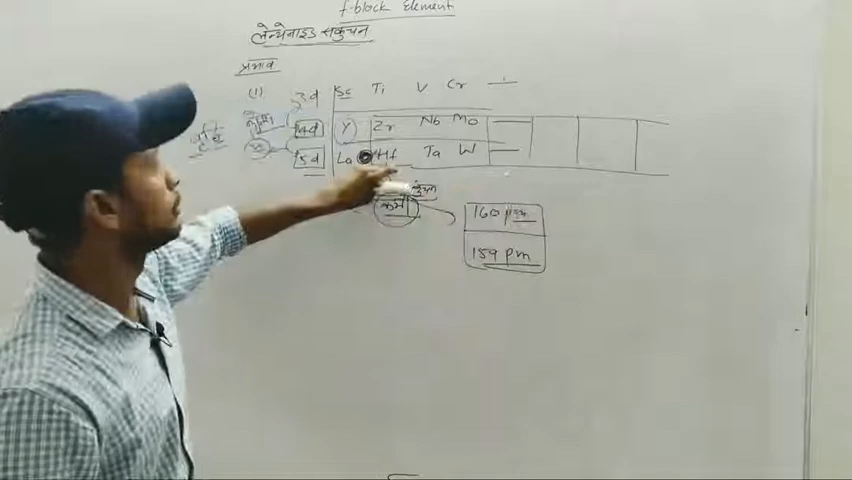 f-block Element
लेन्थेनाइड संकुचन
प्रभाव
(1) 3d Sc Ti V Cr
वृद्धि 4d Y Zr Nb Mo
5d La Hf Ta W
कमी
160 pm
159 pm